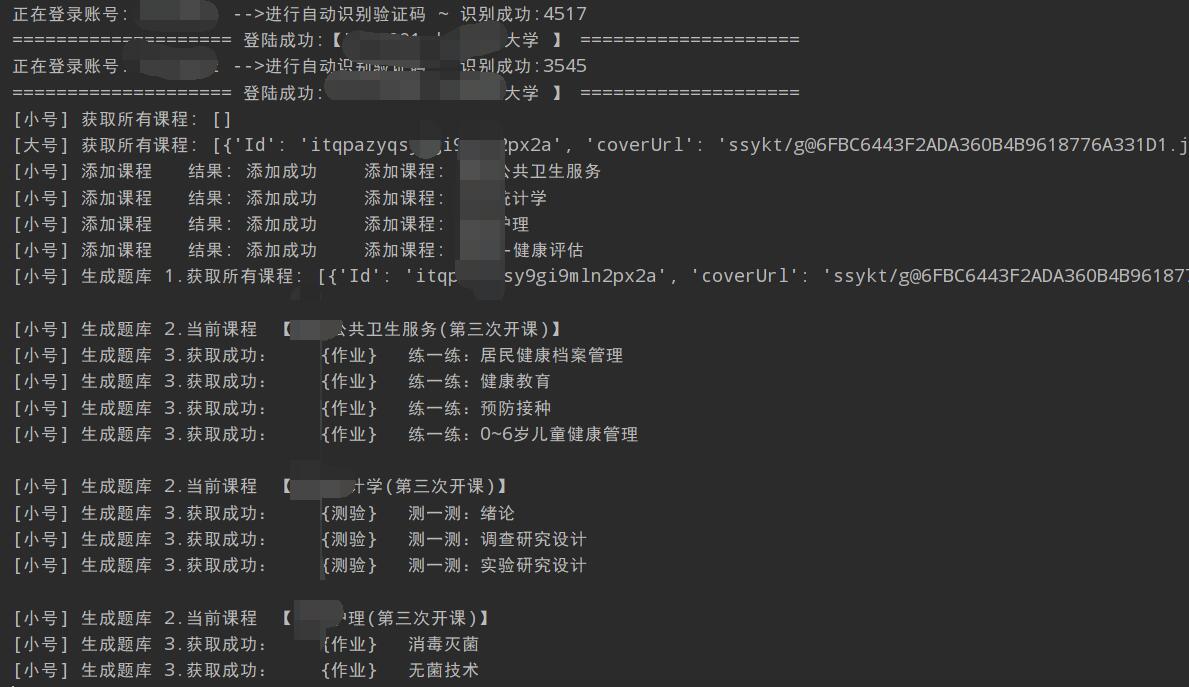 正在登录账号: -->进行自动识别验证码 ~ 识别成功:4517
==================== 登陆成功:【 大学 】 ====================
正在登录账号: -->进行自动识别验证码 识别成功:3545
==================== 登陆成功: 大学 】 ====================
[小号] 获取所有课程: []
[大号] 获取所有课程: [{'Id': 'itqpazyqs px2a', 'coverUrl': 'ssykt/g@6FBC6443F2ADA360B4B9618776A331D1.j
[小号] 添加课程 结果: 添加成功 添加课程: 公共卫生服务
[小号] 添加课程 结果: 添加成功 添加课程: 统计学
[小号] 添加课程 结果: 添加成功 添加课程: 护理
[小号] 添加课程 结果: 添加成功 添加课程: -健康评估
[小号] 生成题库 1.获取所有课程: [{'Id': 'itqp sy9gi9mln2px2a', 'coverUrl': 'ssykt/g@6FBC6443F2ADA360B4B96187
[小号] 生成题库 2.当前课程 【 公共卫生服务(第三次开课)】
[小号] 生成题库 3.获取成功: {作业} 练一练: 居民健康档案管理
[小号] 生成题库 3.获取成功: {作业} 练一练: 健康教育
[小号] 生成题库 3.获取成功: {作业} 练一练: 预防接种
[小号] 生成题库 3.获取成功: {作业} 练一练: 0~6岁儿童健康管理
[小号] 生成题库 2.当前课程 【 计学(第三次开课)】
[小号] 生成题库 3.获取成功: {测验} 测一测: 绪论
[小号] 生成题库 3.获取成功: {测验} 测一测: 调查研究设计
[小号] 生成题库 3.获取成功: {测验} 测一测: 实验研究设计
[小号] 生成题库 2.当前课程 【 护理(第三次开课)】
[小号] 生成题库 3.获取成功: {作业} 消毒灭菌
[小号] 生成题库 3.获取成功: {作业} 无菌技术